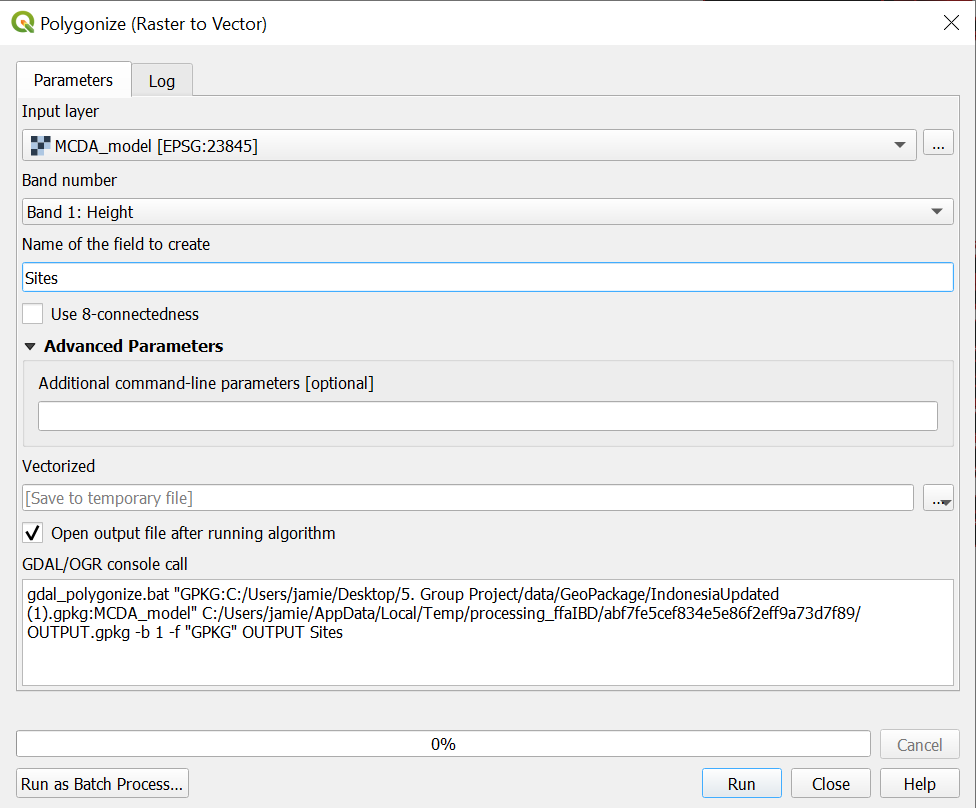 Polygonize (Raster to Vector)
Parameters
Log
Input layer
MCDA_model [EPSG:23845]
...
Band number
Band 1: Height
Name of the field to create
Sites
Use 8-connectedness
Advanced Parameters
Additional command-line parameters [optional]
Vectorized
[Save to temporary file]
...
Open output file after running algorithm
GDAL/OGR console call
gdal_polygonize.bat "GPKG:C:/Users/jamie/Desktop/5. Group Project/data/GeoPackage/IndonesiaUpdated
(1).gpkg:MCDA_model" C:/Users/jamie/AppData/Local/Temp/processing_ffaIBD/abf7fe5cef834e5e86f2eff9a73d7f89/
OUTPUT.gpkg -b 1 -f "GPKG" OUTPUT Sites
0%
Cancel
Run as Batch Process...
Run
Close
Help